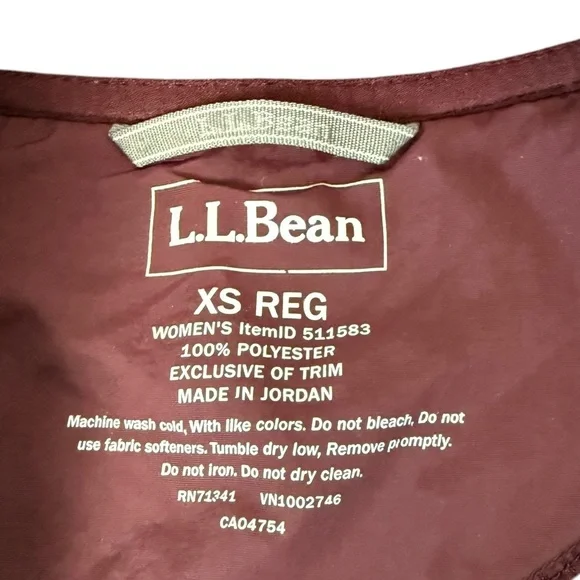 L.L.Bean
L.L.Bean
XS REG
WOMEN'S ItemID 511583
100% POLYESTER
EXCLUSIVE OF TRIM
MADE IN JORDAN
Machine wash cold, With like colors. Do not bleach, Do not
use fabric softeners. Tumble dry low, Remove promptly.
Do not iron. Do not dry clean.
RN71341 VN1002746
CA04754